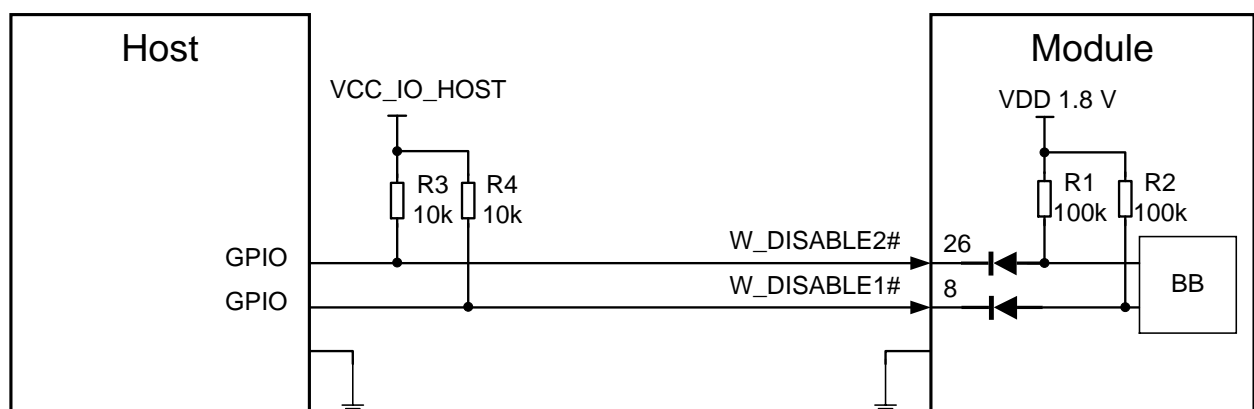 Host
Module
VCC_IO_HOST
VDD 1.8 V
R3
10k
R4
10k
R1
100k
R2
100k
GPIO
W_DISABLE2#
26
GPIO
W_DISABLE1#
8
BB